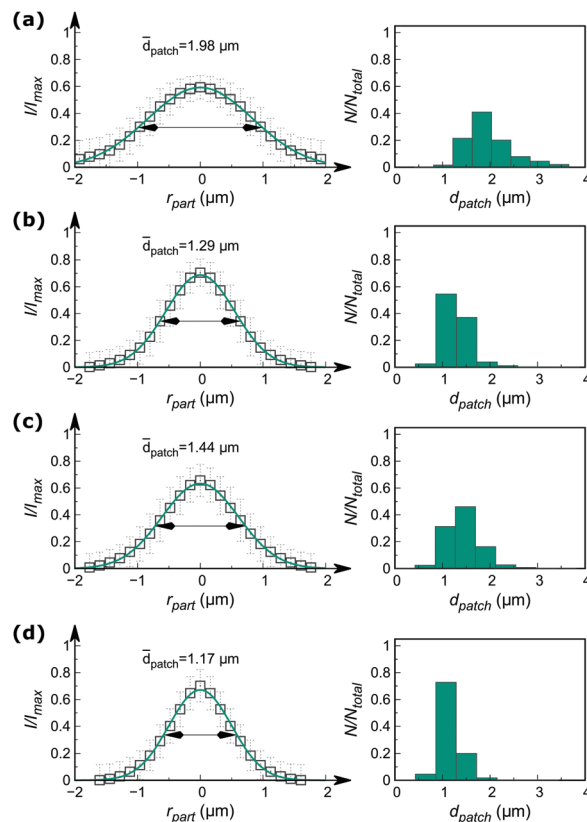 (a)
d̄patch=1.98 µm
I/Imax
1
0.8
0.6
0.4
0.2
0
−2 −1 0 1 2
rpart (µm)
N/Ntotal
1
0.8
0.6
0.4
0.2
0
0 1 2 3 4
dpatch (µm)
(b)
d̄patch=1.29 µm
I/Imax
1
0.8
0.6
0.4
0.2
0
−2 −1 0 1 2
rpart (µm)
N/Ntotal
1
0.8
0.6
0.4
0.2
0
0 1 2 3 4
dpatch (µm)
(c)
d̄patch=1.44 µm
I/Imax
1
0.8
0.6
0.4
0.2
0
−2 −1 0 1 2
rpart (µm)
N/Ntotal
1
0.8
0.6
0.4
0.2
0
0 1 2 3 4
dpatch (µm)
(d)
d̄patch=1.17 µm
I/Imax
1
0.8
0.6
0.4
0.2
0
−2 −1 0 1 2
rpart (µm)
N/Ntotal
1
0.8
0.6
0.4
0.2
0
0 1 2 3 4
dpatch (µm)